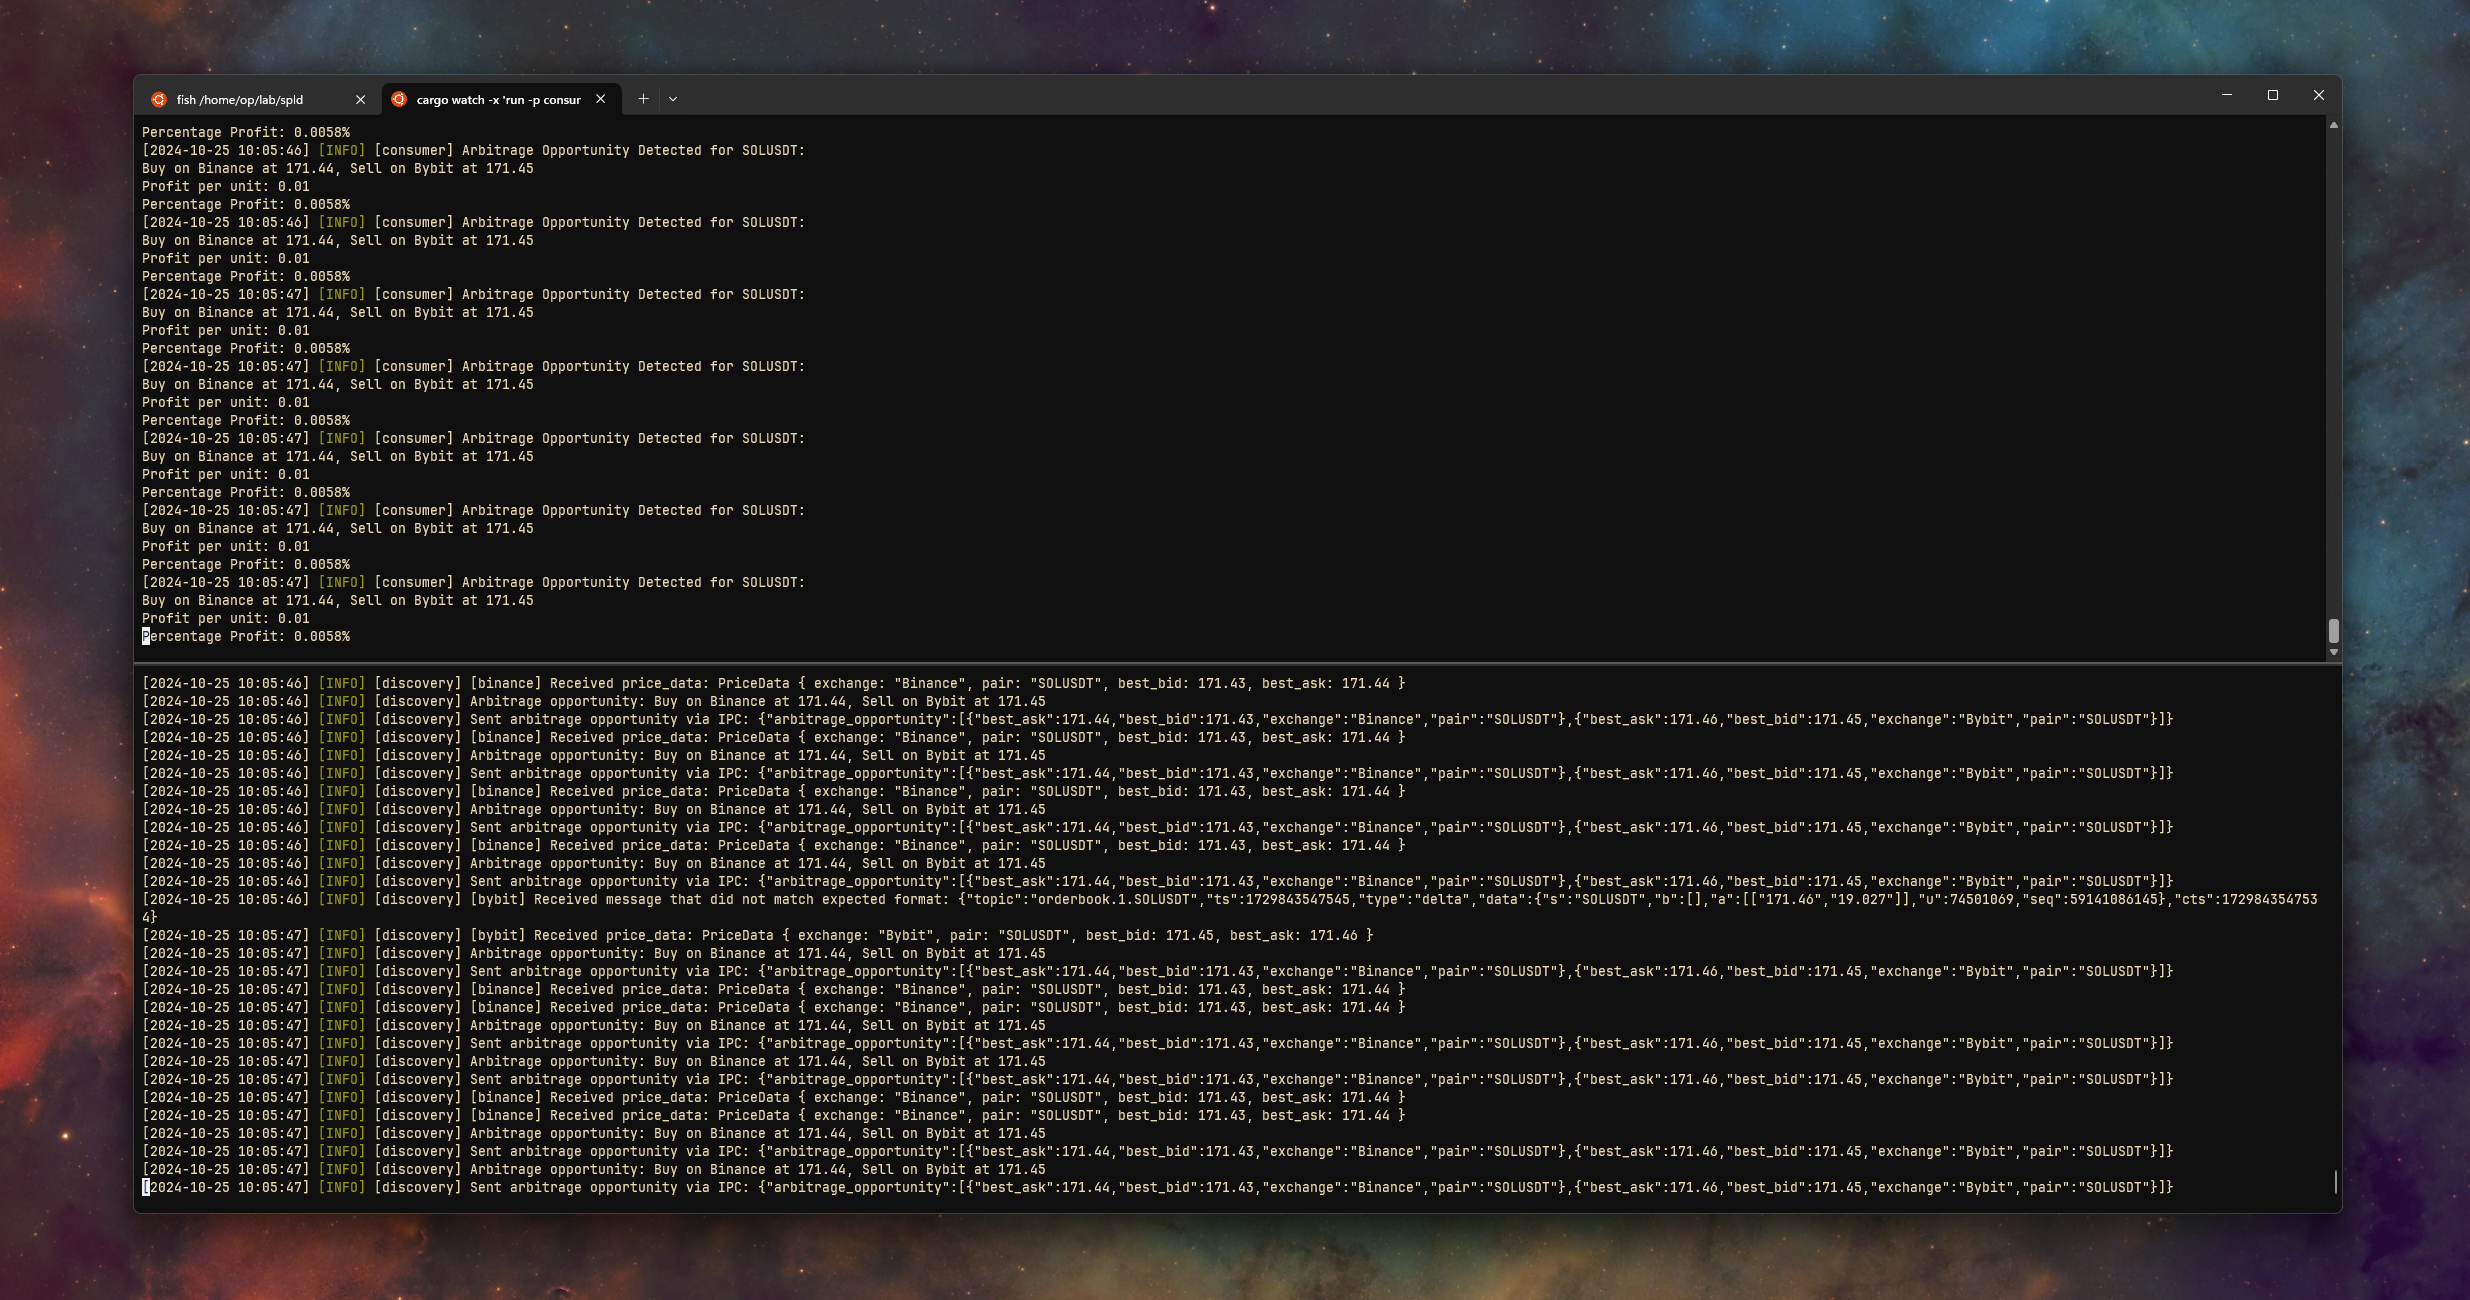 fish /home/op/lab/spld
cargo watch -x 'run -p consur
Percentage Profit: 0.0058%
[2024-10-25 10:05:46] [INFO] [consumer] Arbitrage Opportunity Detected for SOLUSDT:
Buy on Binance at 171.44, Sell on Bybit at 171.45
Profit per unit: 0.01
Percentage Profit: 0.0058%
[2024-10-25 10:05:46] [INFO] [consumer] Arbitrage Opportunity Detected for SOLUSDT:
Buy on Binance at 171.44, Sell on Bybit at 171.45
Profit per unit: 0.01
Percentage Profit: 0.0058%
[2024-10-25 10:05:47] [INFO] [consumer] Arbitrage Opportunity Detected for SOLUSDT:
Buy on Binance at 171.44, Sell on Bybit at 171.45
Profit per unit: 0.01
Percentage Profit: 0.0058%
[2024-10-25 10:05:47] [INFO] [consumer] Arbitrage Opportunity Detected for SOLUSDT:
Buy on Binance at 171.44, Sell on Bybit at 171.45
Profit per unit: 0.01
Percentage Profit: 0.0058%
[2024-10-25 10:05:47] [INFO] [consumer] Arbitrage Opportunity Detected for SOLUSDT:
Buy on Binance at 171.44, Sell on Bybit at 171.45
Profit per unit: 0.01
Percentage Profit: 0.0058%
[2024-10-25 10:05:47] [INFO] [consumer] Arbitrage Opportunity Detected for SOLUSDT:
Buy on Binance at 171.44, Sell on Bybit at 171.45
Profit per unit: 0.01
Percentage Profit: 0.0058%
[2024-10-25 10:05:47] [INFO] [consumer] Arbitrage Opportunity Detected for SOLUSDT:
Buy on Binance at 171.44, Sell on Bybit at 171.45
Profit per unit: 0.01
Percentage Profit: 0.0058%
[2024-10-25 10:05:46] [INFO] [discovery] [binance] Received price_data: PriceData { exchange: "Binance", pair: "SOLUSDT", best_bid: 171.43, best_ask: 171.44 }
[2024-10-25 10:05:46] [INFO] [discovery] Arbitrage opportunity: Buy on Binance at 171.44, Sell on Bybit at 171.45
[2024-10-25 10:05:46] [INFO] [discovery] Sent arbitrage opportunity via IPC: {"arbitrage_opportunity":[{"best_ask":171.44,"best_bid":171.43,"exchange":"Binance","pair":"SOLUSDT"},{"best_ask":171.46,"best_bid":171.45,"exchange":"Bybit","pair":"SOLUSDT"}]}
[2024-10-25 10:05:46] [INFO] [discovery] [binance] Received price_data: PriceData { exchange: "Binance", pair: "SOLUSDT", best_bid: 171.43, best_ask: 171.44 }
[2024-10-25 10:05:46] [INFO] [discovery] Arbitrage opportunity: Buy on Binance at 171.44, Sell on Bybit at 171.45
[2024-10-25 10:05:46] [INFO] [discovery] Sent arbitrage opportunity via IPC: {"arbitrage_opportunity":[{"best_ask":171.44,"best_bid":171.43,"exchange":"Binance","pair":"SOLUSDT"},{"best_ask":171.46,"best_bid":171.45,"exchange":"Bybit","pair":"SOLUSDT"}]}
[2024-10-25 10:05:46] [INFO] [discovery] [binance] Received price_data: PriceData { exchange: "Binance", pair: "SOLUSDT", best_bid: 171.43, best_ask: 171.44 }
[2024-10-25 10:05:46] [INFO] [discovery] Arbitrage opportunity: Buy on Binance at 171.44, Sell on Bybit at 171.45
[2024-10-25 10:05:46] [INFO] [discovery] Sent arbitrage opportunity via IPC: {"arbitrage_opportunity":[{"best_ask":171.44,"best_bid":171.43,"exchange":"Binance","pair":"SOLUSDT"},{"best_ask":171.46,"best_bid":171.45,"exchange":"Bybit","pair":"SOLUSDT"}]}
[2024-10-25 10:05:46] [INFO] [discovery] [binance] Received price_data: PriceData { exchange: "Binance", pair: "SOLUSDT", best_bid: 171.43, best_ask: 171.44 }
[2024-10-25 10:05:46] [INFO] [discovery] Arbitrage opportunity: Buy on Binance at 171.44, Sell on Bybit at 171.45
[2024-10-25 10:05:46] [INFO] [discovery] Sent arbitrage opportunity via IPC: {"arbitrage_opportunity":[{"best_ask":171.44,"best_bid":171.43,"exchange":"Binance","pair":"SOLUSDT"},{"best_ask":171.46,"best_bid":171.45,"exchange":"Bybit","pair":"SOLUSDT"}]}
[2024-10-25 10:05:46] [INFO] [discovery] [bybit] Received message that did not match expected format: {"topic":"orderbook.1.SOLUSDT","ts":1729843547545,"type":"delta","data":{"s":"SOLUSDT","b":[],"a":[["171.46","19.027"]],"u":74501069,"seq":59141086145},"cts":172984354753
4}
[2024-10-25 10:05:47] [INFO] [discovery] [bybit] Received price_data: PriceData { exchange: "Bybit", pair: "SOLUSDT", best_bid: 171.45, best_ask: 171.46 }
[2024-10-25 10:05:47] [INFO] [discovery] Arbitrage opportunity: Buy on Binance at 171.44, Sell on Bybit at 171.45
[2024-10-25 10:05:47] [INFO] [discovery] Sent arbitrage opportunity via IPC: {"arbitrage_opportunity":[{"best_ask":171.44,"best_bid":171.43,"exchange":"Binance","pair":"SOLUSDT"},{"best_ask":171.46,"best_bid":171.45,"exchange":"Bybit","pair":"SOLUSDT"}]}
[2024-10-25 10:05:47] [INFO] [discovery] [binance] Received price_data: PriceData { exchange: "Binance", pair: "SOLUSDT", best_bid: 171.43, best_ask: 171.44 }
[2024-10-25 10:05:47] [INFO] [discovery] [binance] Received price_data: PriceData { exchange: "Binance", pair: "SOLUSDT", best_bid: 171.43, best_ask: 171.44 }
[2024-10-25 10:05:47] [INFO] [discovery] Arbitrage opportunity: Buy on Binance at 171.44, Sell on Bybit at 171.45
[2024-10-25 10:05:47] [INFO] [discovery] Sent arbitrage opportunity via IPC: {"arbitrage_opportunity":[{"best_ask":171.44,"best_bid":171.43,"exchange":"Binance","pair":"SOLUSDT"},{"best_ask":171.46,"best_bid":171.45,"exchange":"Bybit","pair":"SOLUSDT"}]}
[2024-10-25 10:05:47] [INFO] [discovery] Arbitrage opportunity: Buy on Binance at 171.44, Sell on Bybit at 171.45
[2024-10-25 10:05:47] [INFO] [discovery] Sent arbitrage opportunity via IPC: {"arbitrage_opportunity":[{"best_ask":171.44,"best_bid":171.43,"exchange":"Binance","pair":"SOLUSDT"},{"best_ask":171.46,"best_bid":171.45,"exchange":"Bybit","pair":"SOLUSDT"}]}
[2024-10-25 10:05:47] [INFO] [discovery] [binance] Received price_data: PriceData { exchange: "Binance", pair: "SOLUSDT", best_bid: 171.43, best_ask: 171.44 }
[2024-10-25 10:05:47] [INFO] [discovery] [binance] Received price_data: PriceData { exchange: "Binance", pair: "SOLUSDT", best_bid: 171.43, best_ask: 171.44 }
[2024-10-25 10:05:47] [INFO] [discovery] Arbitrage opportunity: Buy on Binance at 171.44, Sell on Bybit at 171.45
[2024-10-25 10:05:47] [INFO] [discovery] Sent arbitrage opportunity via IPC: {"arbitrage_opportunity":[{"best_ask":171.44,"best_bid":171.43,"exchange":"Binance","pair":"SOLUSDT"},{"best_ask":171.46,"best_bid":171.45,"exchange":"Bybit","pair":"SOLUSDT"}]}
[2024-10-25 10:05:47] [INFO] [discovery] Arbitrage opportunity: Buy on Binance at 171.44, Sell on Bybit at 171.45
[2024-10-25 10:05:47] [INFO] [discovery] Sent arbitrage opportunity via IPC: {"arbitrage_opportunity":[{"best_ask":171.44,"best_bid":171.43,"exchange":"Binance","pair":"SOLUSDT"},{"best_ask":171.46,"best_bid":171.45,"exchange":"Bybit","pair":"SOLUSDT"}]}